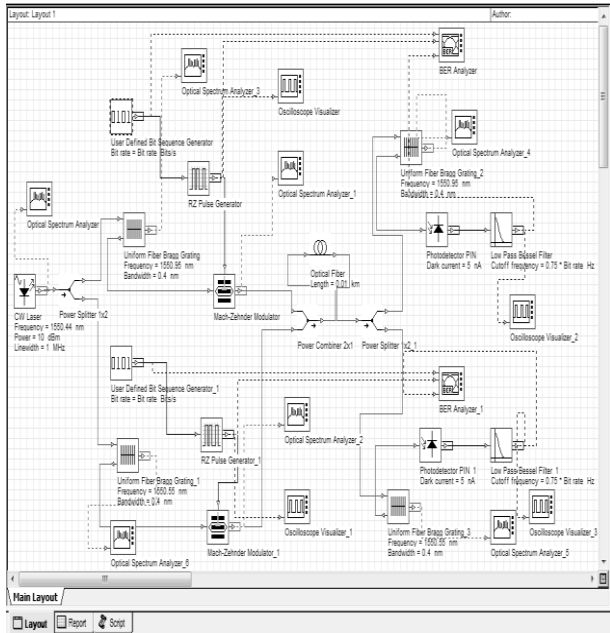 Layout: Layout 1
Author:
BER Analyzer
Optical Spectrum Analyzer_3
Oscilloscope Visualizer
User Defined Bit Sequence Generator
Bit rate = Bit rate Bits/s
Optical Spectrum Analyzer_4
Uniform Fiber Bragg Grating_2
Frequency = 1550.95 nm
Bandwidth = 0.4 nm
RZ Pulse Generator
Optical Spectrum Analyzer_1
Optical Spectrum Analyzer
Uniform Fiber Bragg Grating
Frequency = 1550.95 nm
Bandwidth = 0.4 nm
Photodetector PIN
Dark current = 5 nA
Low Pass Bessel Filter
Cutoff frequency = 0.75 * Bit rate Hz
Optical Fiber
Length = 0.01 km
CW Laser
Frequency = 1550.44 nm
Power = 10 dBm
Linewidth = 1 MHz
Power Splitter 1x2
Mach-Zehnder Modulator
Oscilloscope Visualizer_2
Power Combiner 2x1
Power Splitter 1x2_1
User Defined Bit Sequence Generator_1
Bit rate = Bit rate Bits/s
BER Analyzer_1
Optical Spectrum Analyzer_2
RZ Pulse Generator_1
Photodetector PIN_1
Dark current = 5 nA
Low Pass Bessel Filter_1
Cutoff frequency = 0.75 * Bit rate Hz
Uniform Fiber Bragg Grating_1
Frequency = 1550.55 nm
Bandwidth = 0.4 nm
Oscilloscope Visualizer_1
Uniform Fiber Bragg Grating_3
Frequency = 1550.55 nm
Bandwidth = 0.4 nm
Oscilloscope Visualizer_3
Optical Spectrum Analyzer_5
Mach-Zehnder Modulator_1
Optical Spectrum Analyzer_6
Main Layout
Layout
Report
Script